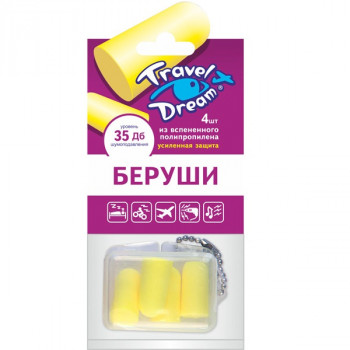 Travel
Dream®
4шт
из вспененного
полипропилена
усиленная защита
уровень
35 Дб
шумоподавления
БЕРУШИ